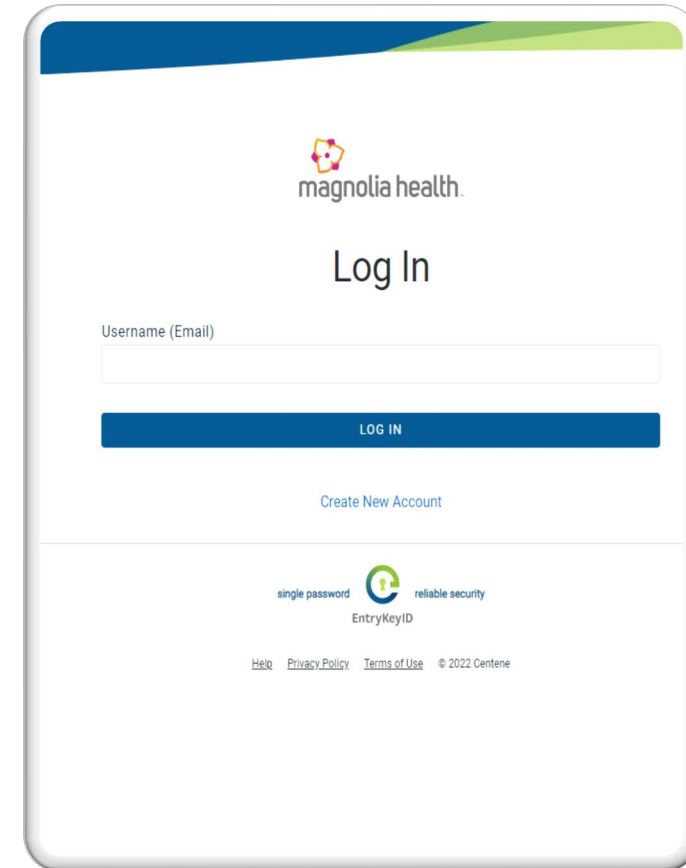 magnolia health™
Log In
Username (Email)
LOG IN
Create New Account
single password reliable security
EntryKeyID
Help Privacy Policy Terms of Use © 2022 Centene